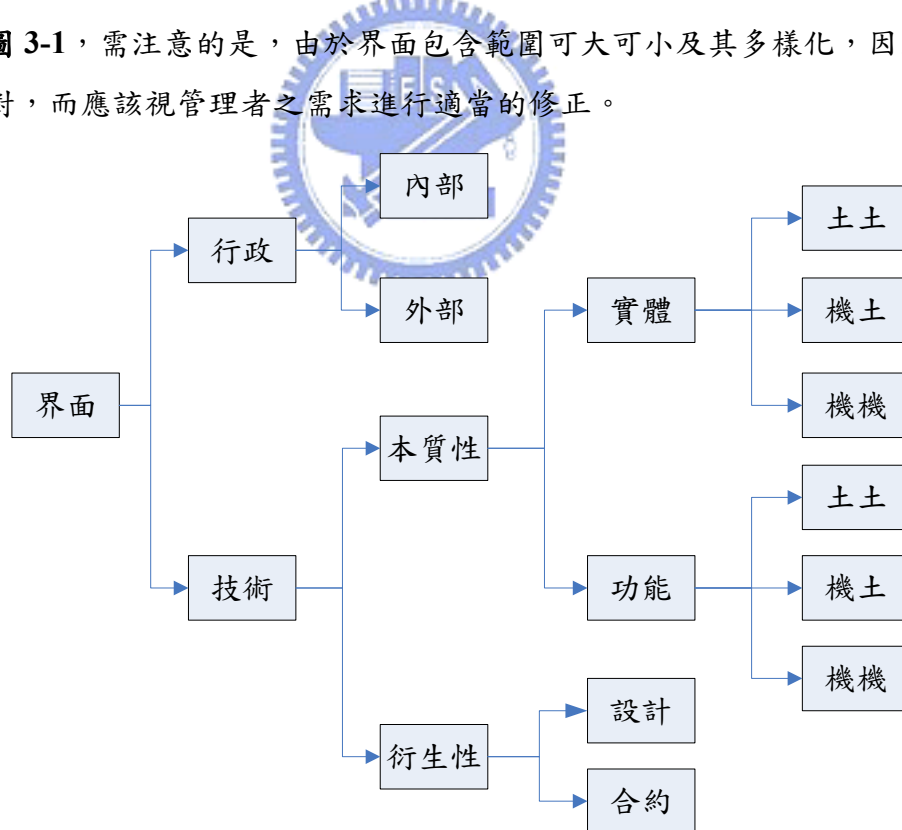 圖 3-1，需注意的是，由於界面包含範圍可大可小及其多樣化，因
對，而應該視管理者之需求進行適當的修正。
內部
土土
行政
外部
實體
機土
界面
機機
本質性
土土
技術
功能
機土
機機
設計
衍生性
合約